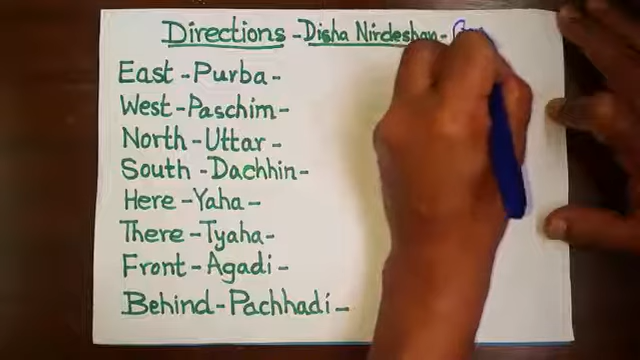 Directions - Disha Nirdeshan -
East - Purba -
West - Paschim -
North - Uttar -
South - Dachhin -
Here - Yaha -
There - Tyaha -
Front - Agadi -
Behind - Pachhadi -